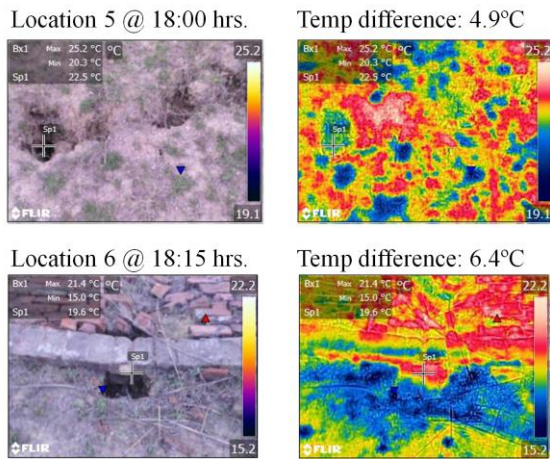 Location 5 @ 18:00 hrs.
Temp difference: 4.9°C
Bx1 Max 25.2 °C °C 25.2
Min 20.3 °C
Sp1 22.5 °C
Sp1
FLIR 19.1
Bx1 Max 25.2 °C °C 25.2
Min 20.3 °C
Sp1 22.5 °C
Sp1
FLIR 19.1
Location 6 @ 18:15 hrs.
Temp difference: 6.4°C
Bx1 Max 21.4 °C °C 22.2
Min 15.0 °C
Sp1 19.6 °C
Sp1
FLIR 15.2
Bx1 Max 21.4 °C °C 22.2
Min 15.0 °C
Sp1 19.6 °C
Sp1
FLIR 15.2